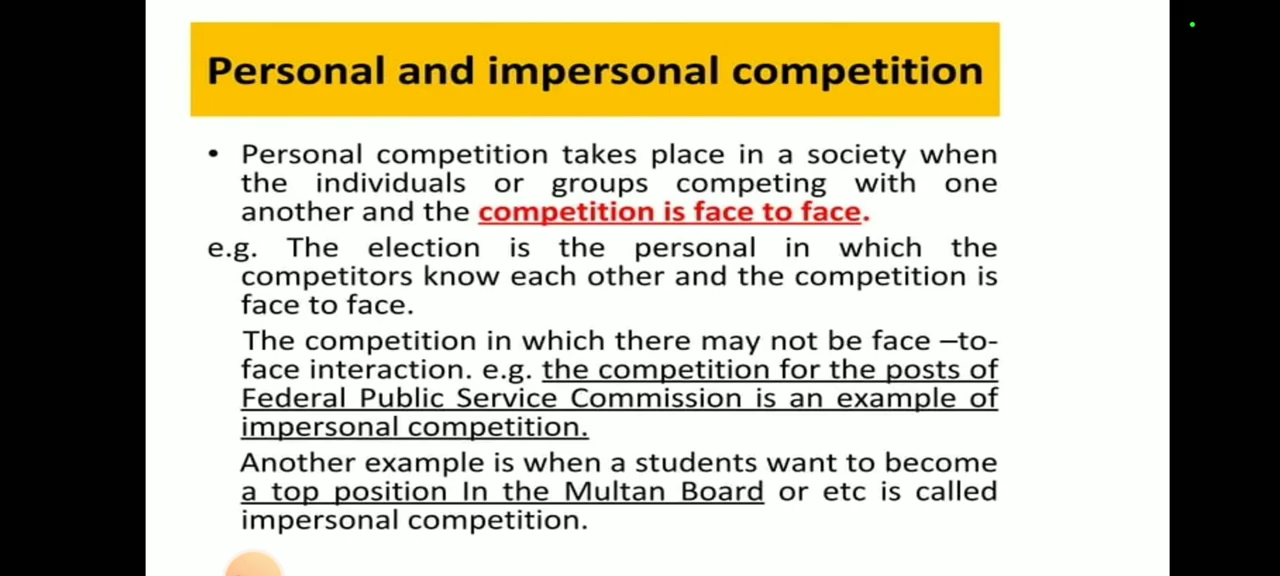 Personal and impersonal competition
• Personal competition takes place in a society when
the individuals or groups competing with one
another and the competition is face to face.
e.g. The election is the personal in which the
competitors know each other and the competition is
face to face.
The competition in which there may not be face –to-
face interaction. e.g. the competition for the posts of
Federal Public Service Commission is an example of
impersonal competition.
Another example is when a students want to become
a top position In the Multan Board or etc is called
impersonal competition.